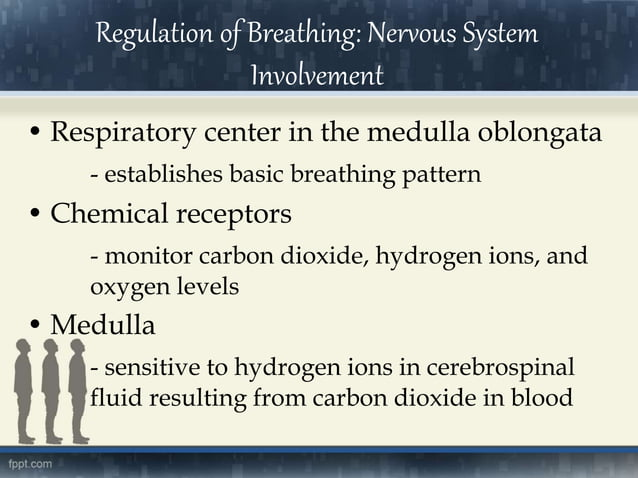 Regulation of Breathing: Nervous System
Involvement
• Respiratory center in the medulla oblongata
- establishes basic breathing pattern
• Chemical receptors
- monitor carbon dioxide, hydrogen ions, and
oxygen levels
• Medulla
- sensitive to hydrogen ions in cerebrospinal
fluid resulting from carbon dioxide in blood
fppt.com